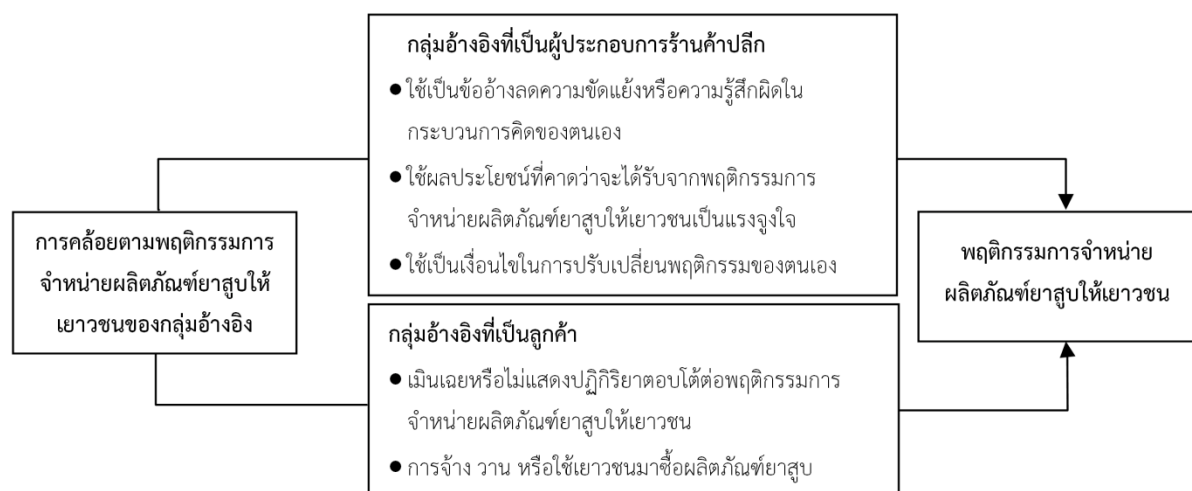 การคล้อยตามพฤติกรรมการ
จำหน่ายผลิตภัณฑ์ยาสูบให้
เยาวชนของกลุ่มอ้างอิง
กลุ่มอ้างอิงที่เป็นผู้ประกอบการร้านค้าปลีก
● ใช้เป็นข้ออ้างลดความขัดแย้งหรือความรู้สึกผิดใน
กระบวนการคิดของตนเอง
● ใช้ผลประโยชน์ที่คาดว่าจะได้รับจากพฤติกรรมการ
จำหน่ายผลิตภัณฑ์ยาสูบให้เยาวชนเป็นแรงจูงใจ
● ใช้เป็นเงื่อนไขในการปรับเปลี่ยนพฤติกรรมของตนเอง
กลุ่มอ้างอิงที่เป็นลูกค้า
● เมินเฉยหรือไม่แสดงปฏิกิริยาตอบโต้ต่อพฤติกรรมการ
จำหน่ายผลิตภัณฑ์ยาสูบให้เยาวชน
● การจ้าง วาน หรือใช้เยาวชนมาซื้อผลิตภัณฑ์ยาสูบ
พฤติกรรมการจำหน่าย
ผลิตภัณฑ์ยาสูบให้เยาวชน